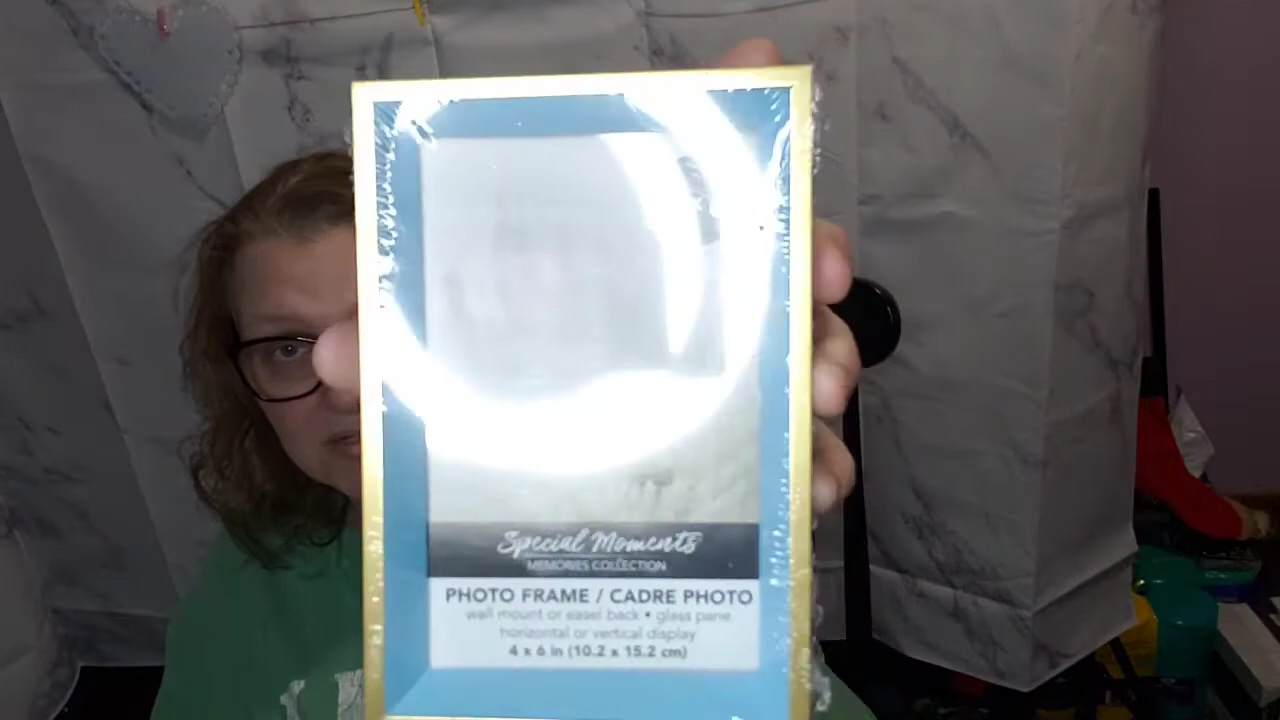 Special Moments
MEMORIES COLLECTION
PHOTO FRAME / CADRE PHOTO
wall mount or easel back • glass pane
horizontal or vertical display
4 x 6 in (10.2 x 15.2 cm)